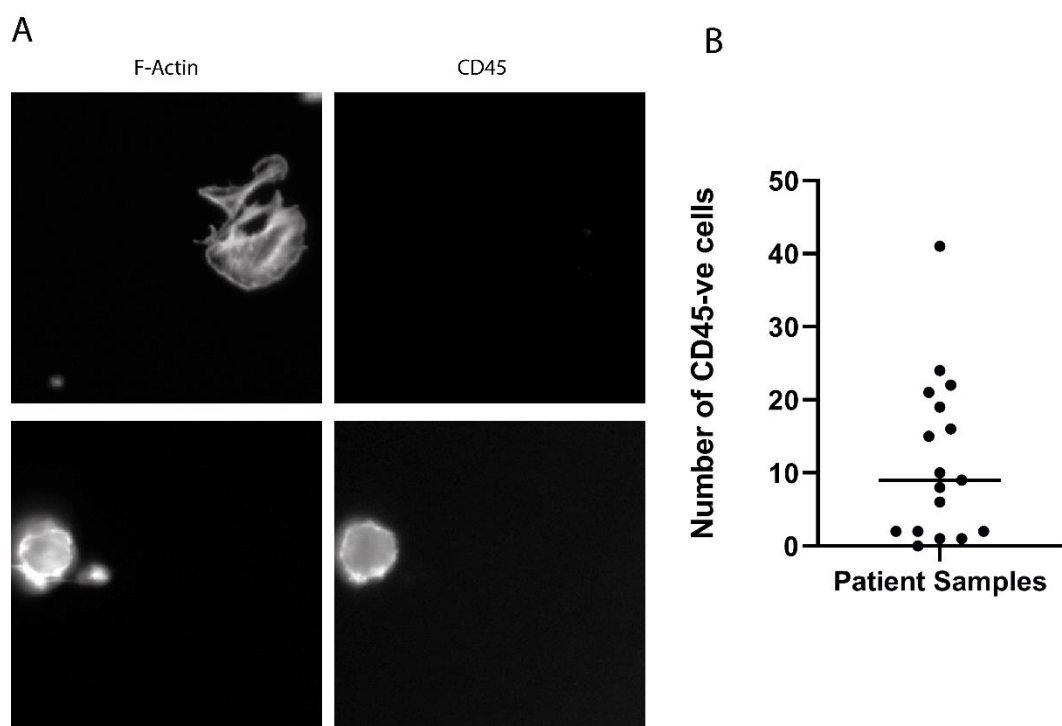 A
F-Actin
CD45
B
Number of CD45-ve cells
50
40
30
20
10
0
Patient Samples